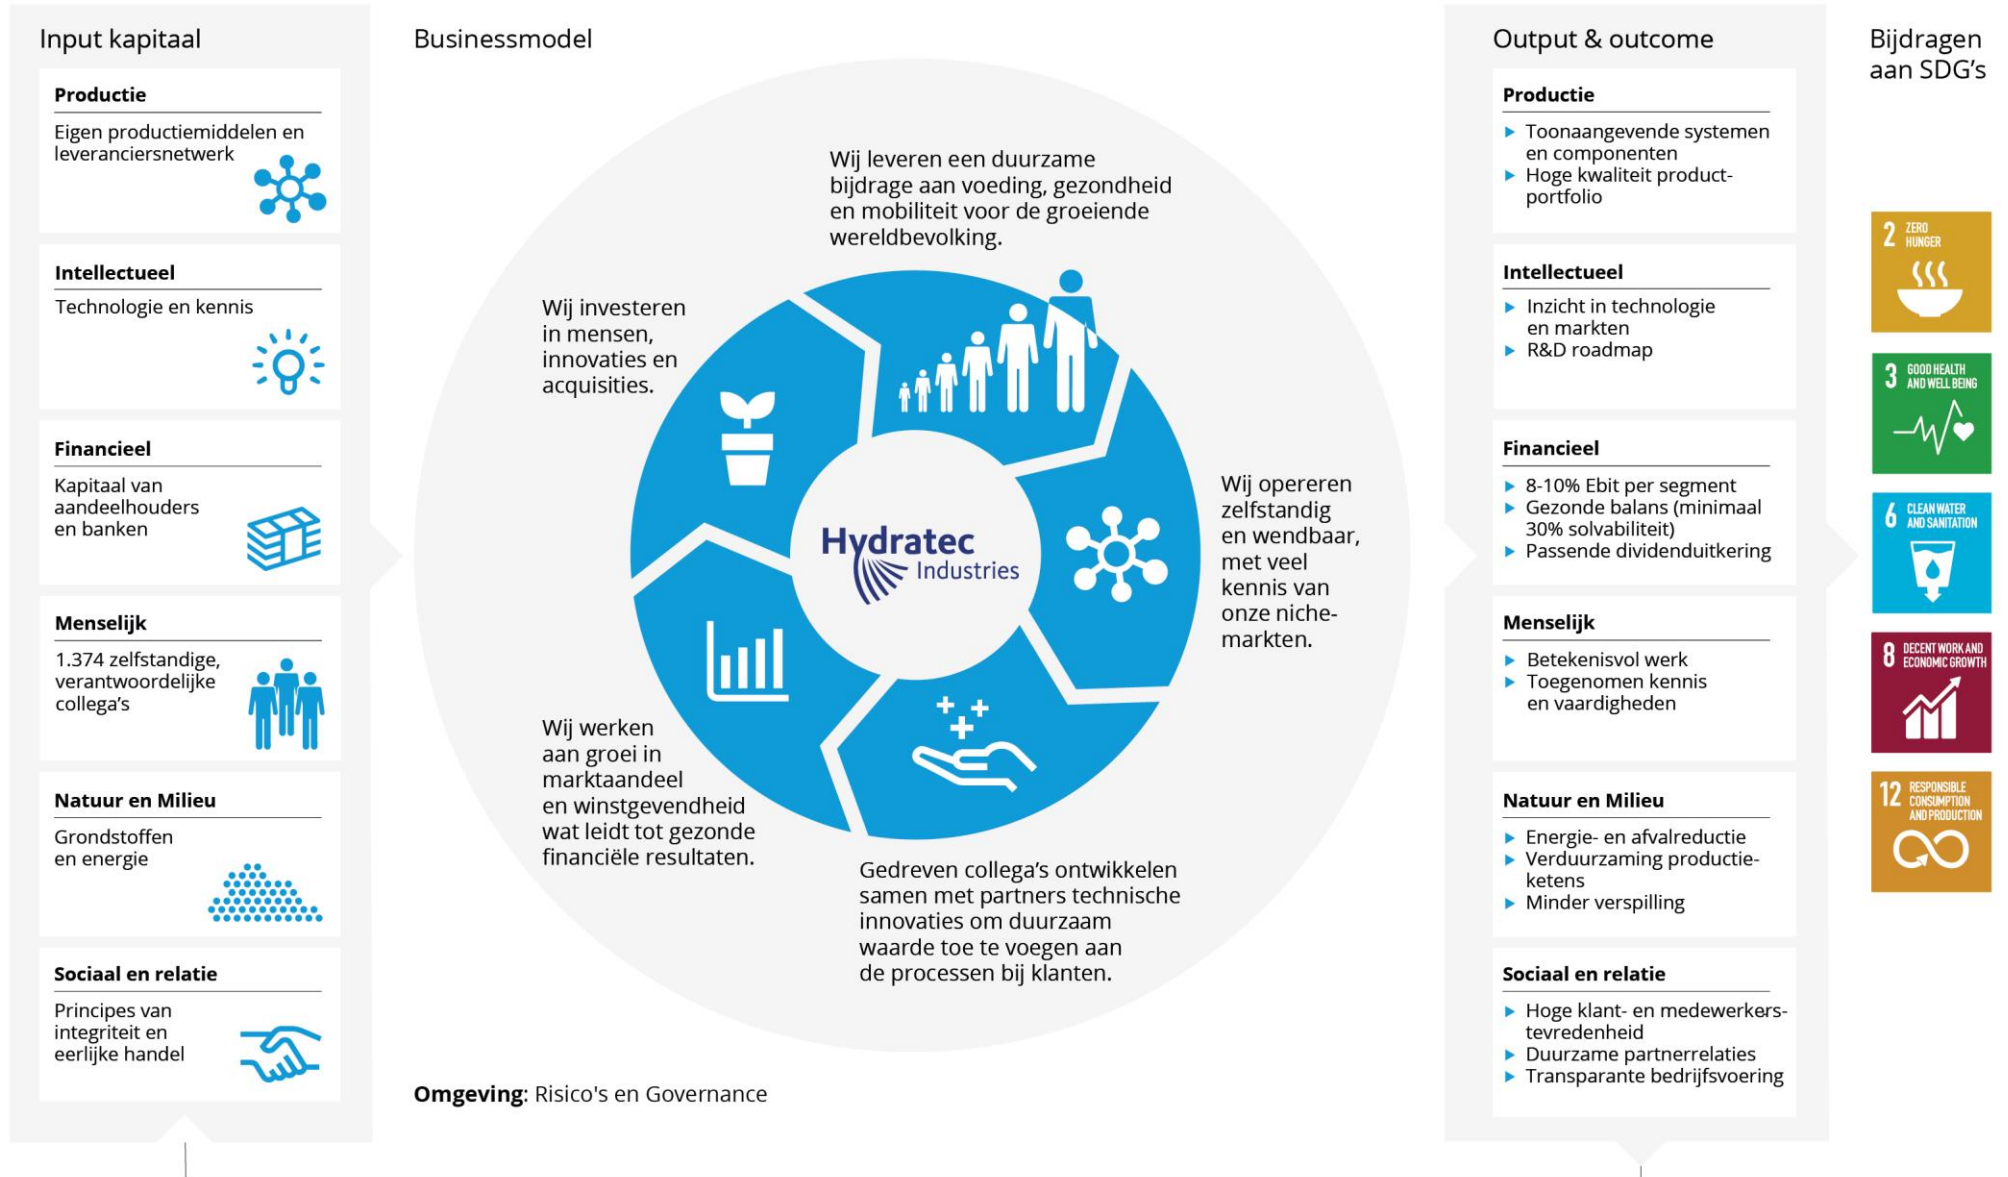 Input kapitaal
Productie
Eigen productiemiddelen en
leveranciersnetwerk
Intellectueel
Technologie en kennis
Financieel
Kapitaal van
aandeelhouders
en banken
Menselijk
1.374 zelfstandige,
verantwoordelijke
collega's
Natuur en Milieu
Grondstoffen
en energie
Sociaal en relatie
Principes van
integriteit en
eerlijke handel
Businessmodel
Wij leveren een duurzame
bijdrage aan voeding, gezondheid
en mobiliteit voor de groeiende
wereldbevolking.
Wij investeren
in mensen,
innovaties en
acquisities.
Hydratec
Industries
Wij opereren
zelfstandig
en wendbaar,
met veel
kennis van
onze niche-
markten.
Wij werken
aan groei in
marktaandeel
en winstgevendheid
wat leidt tot gezonde
financiële resultaten.
Gedreven collega's ontwikkelen
samen met partners technische
innovaties om duurzaam
waarde toe te voegen aan
de processen bij klanten.
Omgeving: Risico's en Governance
Output & outcome
Productie
Toonaangevende systemen
en componenten
Hoge kwaliteit product-
portfolio
Intellectueel
Inzicht in technologie
en markten
R&D roadmap
Financieel
8-10% Ebit per segment
Gezonde balans (minimaal
30% solvabiliteit)
Passende dividenduitkering
Menselijk
Betekenisvol werk
Toegenomen kennis
en vaardigheden
Natuur en Milieu
Energie- en afvalreductie
Verduurzaming productie-
ketens
Minder verspilling
Sociaal en relatie
Hoge klant- en medewerkers-
tevredenheid
Duurzame partnerrelaties
Transparante bedrijfsvoering
Bijdragen
aan SDG's
2 ZERO
HUNGER
3 GOOD HEALTH
AND WELL BEING
6 CLEAN WATER
AND SANITATION
8 DECENT WORK AND
ECONOMIC GROWTH
12 RESPONSIBLE
CONSUMPTION
AND PRODUCTION